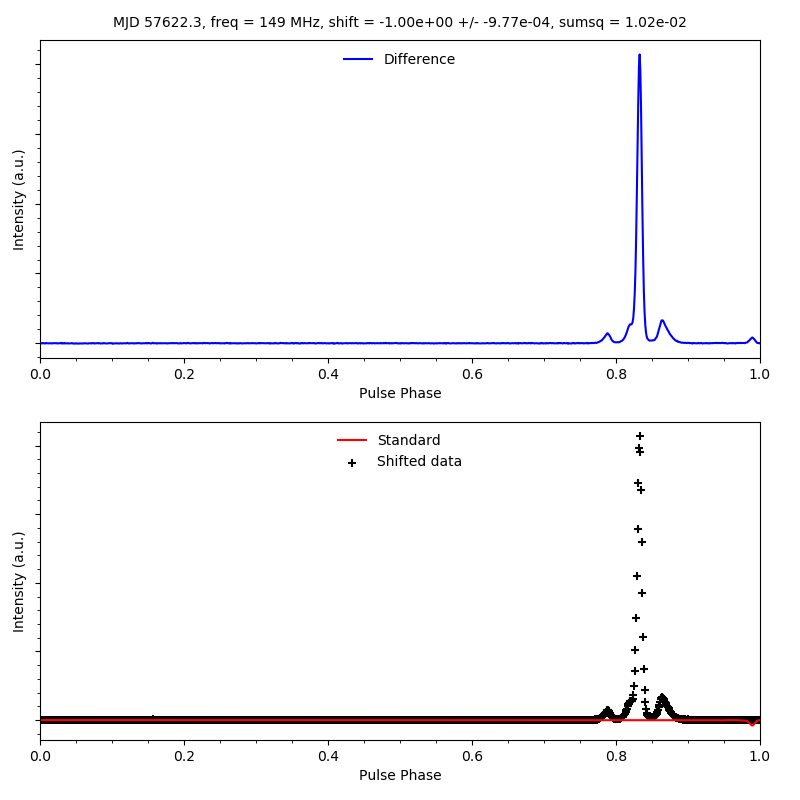 MJD 57622.3, freq = 149 MHz, shift = -1.00e+00 +/- -9.77e-04, sumsq = 1.02e-02
Difference
Intensity (a.u.)
0.0 0.2 0.4 0.6 0.8 1.0
Pulse Phase
Standard
Shifted data
Intensity (a.u.)
0.0 0.2 0.4 0.6 0.8 1.0
Pulse Phase